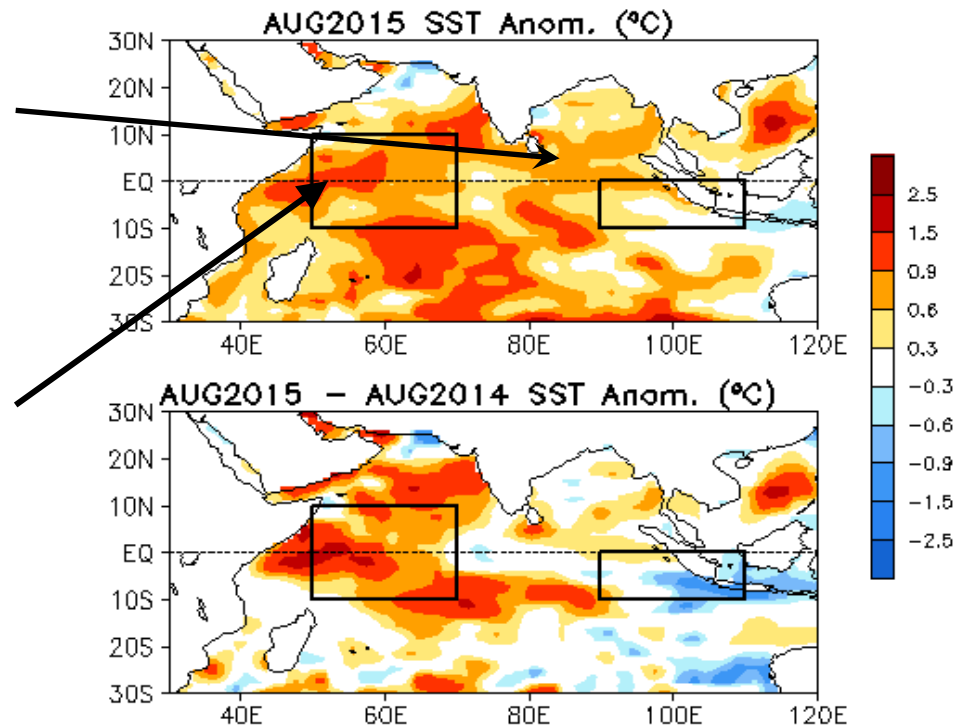 AUG2015 SST Anom. (°C)
30N
20N
10N
EQ
10S
20S
30S
40E 60E 80E 100E 120E
AUG2015 – AUG2014 SST Anom. (°C)
30N
20N
10N
EQ
10S
20S
30S
40E 60E 80E 100E 120E
2.5
1.5
0.9
0.6
0.3
-0.3
-0.6
-0.9
-1.5
-2.5